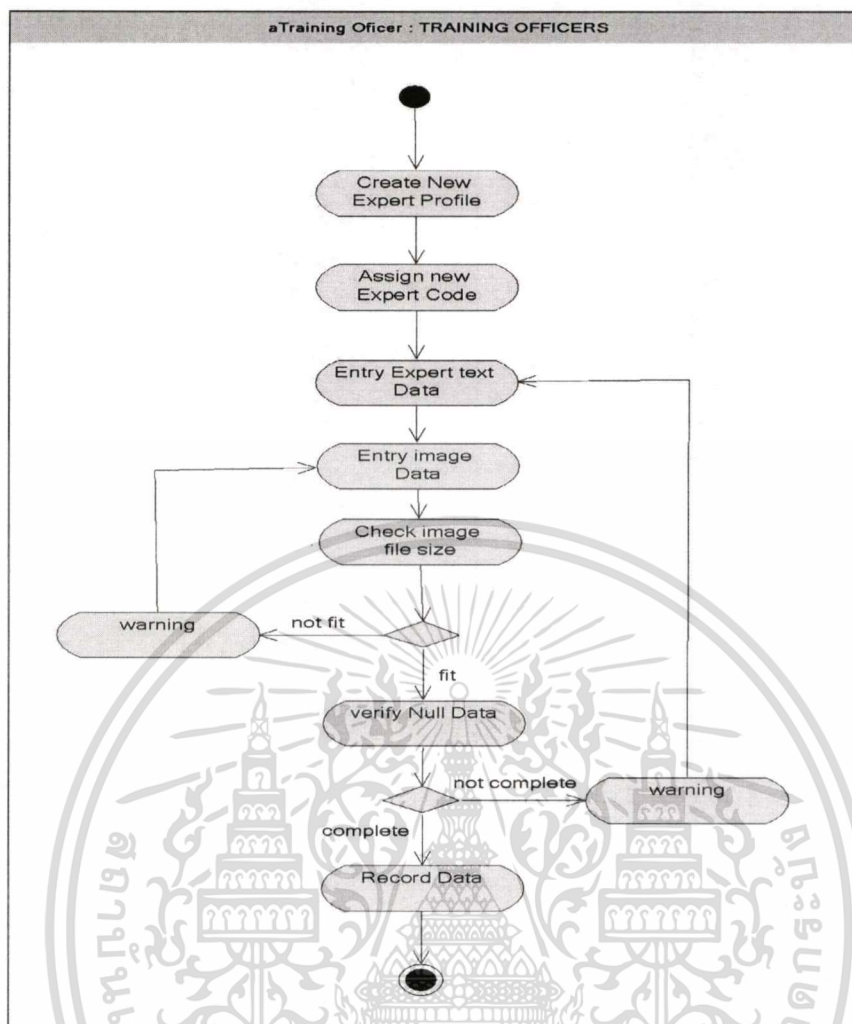 aTraining Oficer : TRAINING OFFICERS
Create New
Expert Profile
Assign new
Expert Code
Entry Expert text
Data
Entry image
Data
Check image
file size
warning
not fit
fit
verify Null Data
not complete
warning
complete
Record Data